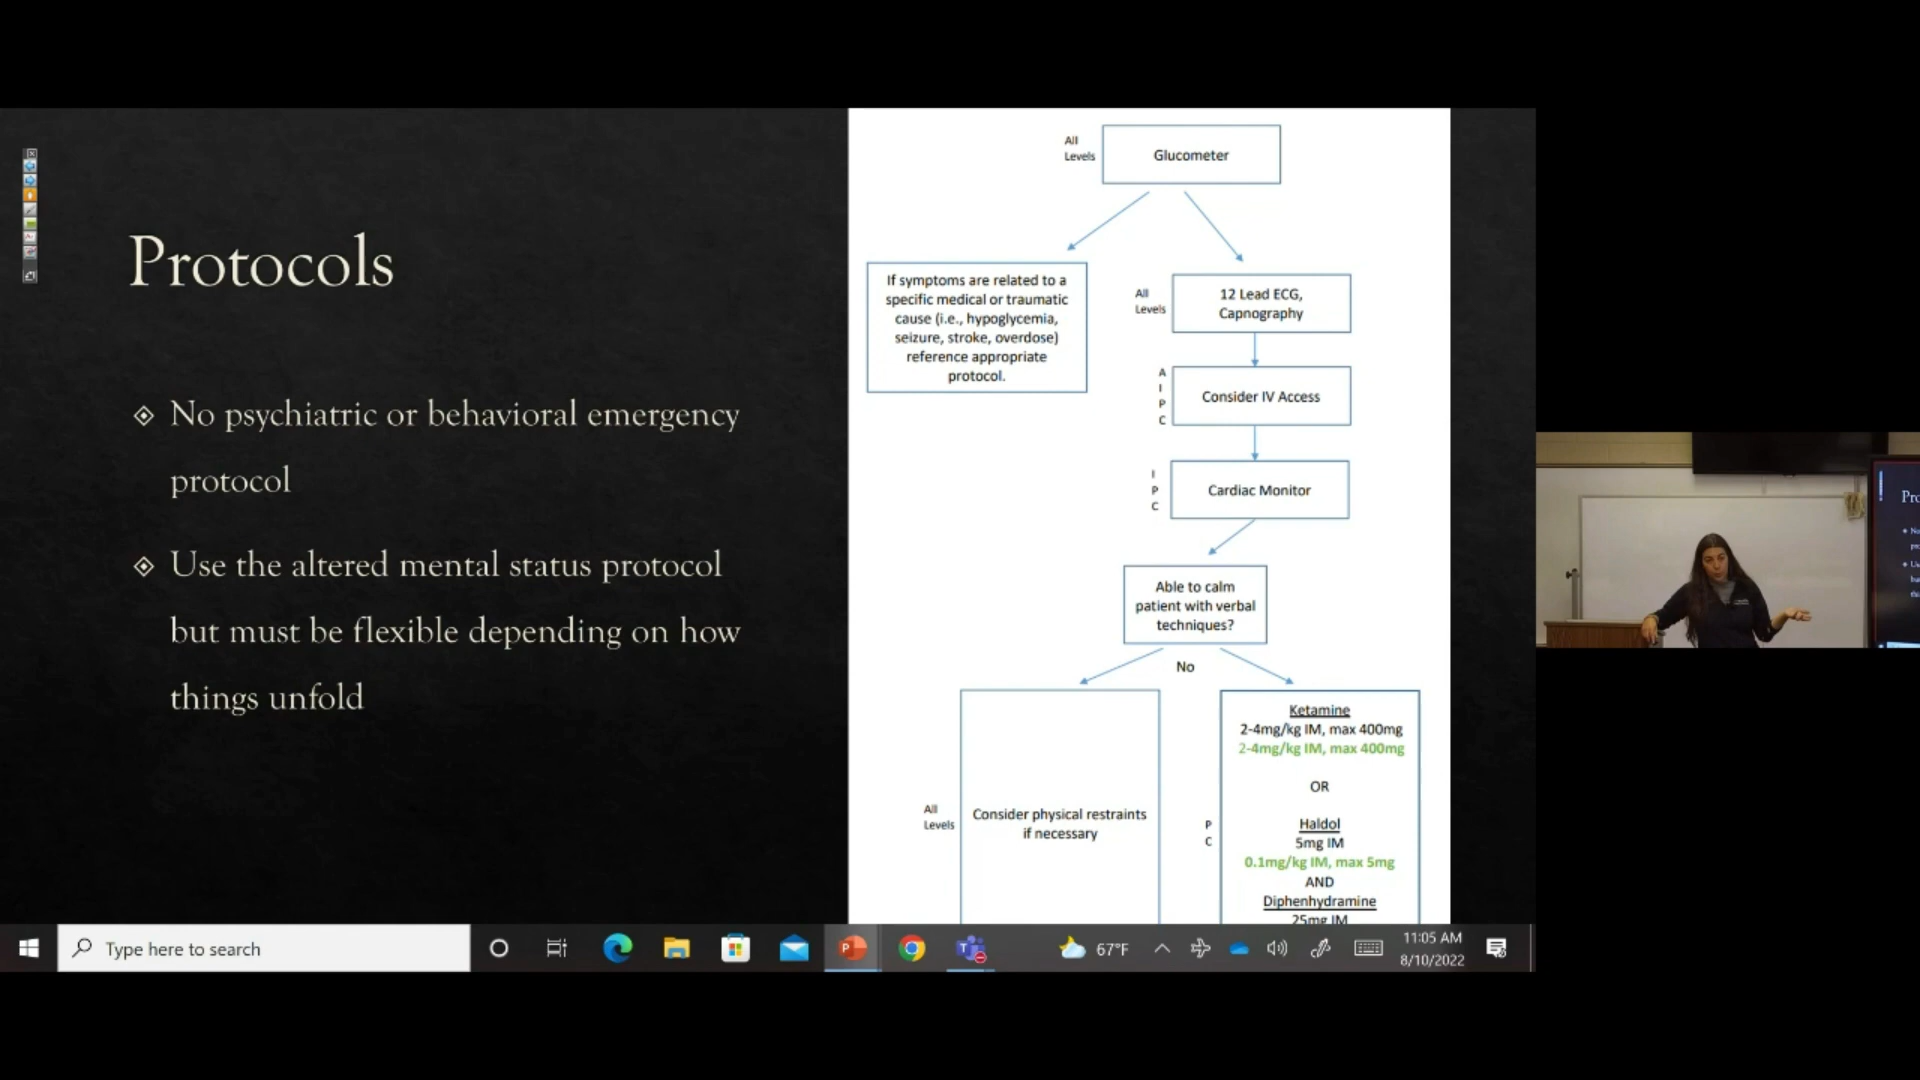 Protocols
No psychiatric or behavioral emergency
protocol
Use the altered mental status protocol
but must be flexible depending on how
things unfold
All
Levels
Glucometer
If symptoms are related to a
specific medical or traumatic
cause (i.e., hypoglycemia,
seizure, stroke, overdose)
reference appropriate
protocol.
All
Levels
12 Lead ECG,
Capnography
A
I
P
C
Consider IV Access
I
P
C
Cardiac Monitor
Able to calm
patient with verbal
techniques?
No
All
Levels
Consider physical restraints
if necessary
P
C
Ketamine
2-4mg/kg IM, max 400mg
2-4mg/kg IM, max 400mg
OR
Haldol
5mg IM
0.1mg/kg IM, max 5mg
AND
Diphenhydramine
25mg IM
Type here to search
67°F
11:05 AM
8/10/2022